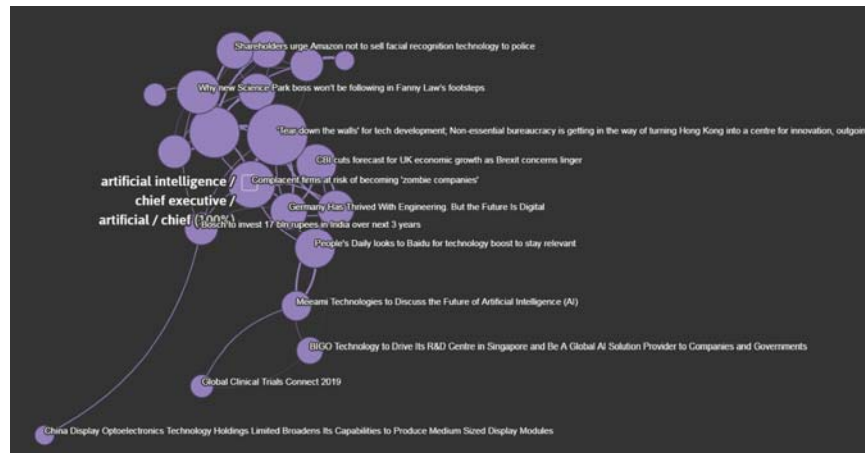 Shareholders urge Amazon not to sell facial recognition technology to police
Why new Science Park boss won't be following in Fanny Law's footsteps
'Tear down the walls' for tech development; Non-essential bureaucracy is getting in the way of turning Hong Kong into a centre for innovation, outgoin
CBI cuts forecast for UK economic growth as Brexit concerns linger
Complacent firms at risk of becoming 'zombie companies'
artificial intelligence /
chief executive /
artificial / chief (100%)
Germany Has Thrived With Engineering. But the Future Is Digital
Bosch to invest 17 bln rupees in India over next 3 years
People's Daily looks to Baidu for technology boost to stay relevant
Meeami Technologies to Discuss the Future of Artificial Intelligence (AI)
BIGO Technology to Drive Its R&D Centre in Singapore and Be A Global AI Solution Provider to Companies and Governments
Global Clinical Trials Connect 2019
China Display Optoelectronics Technology Holdings Limited Broadens Its Capabilities to Produce Medium Sized Display Modules